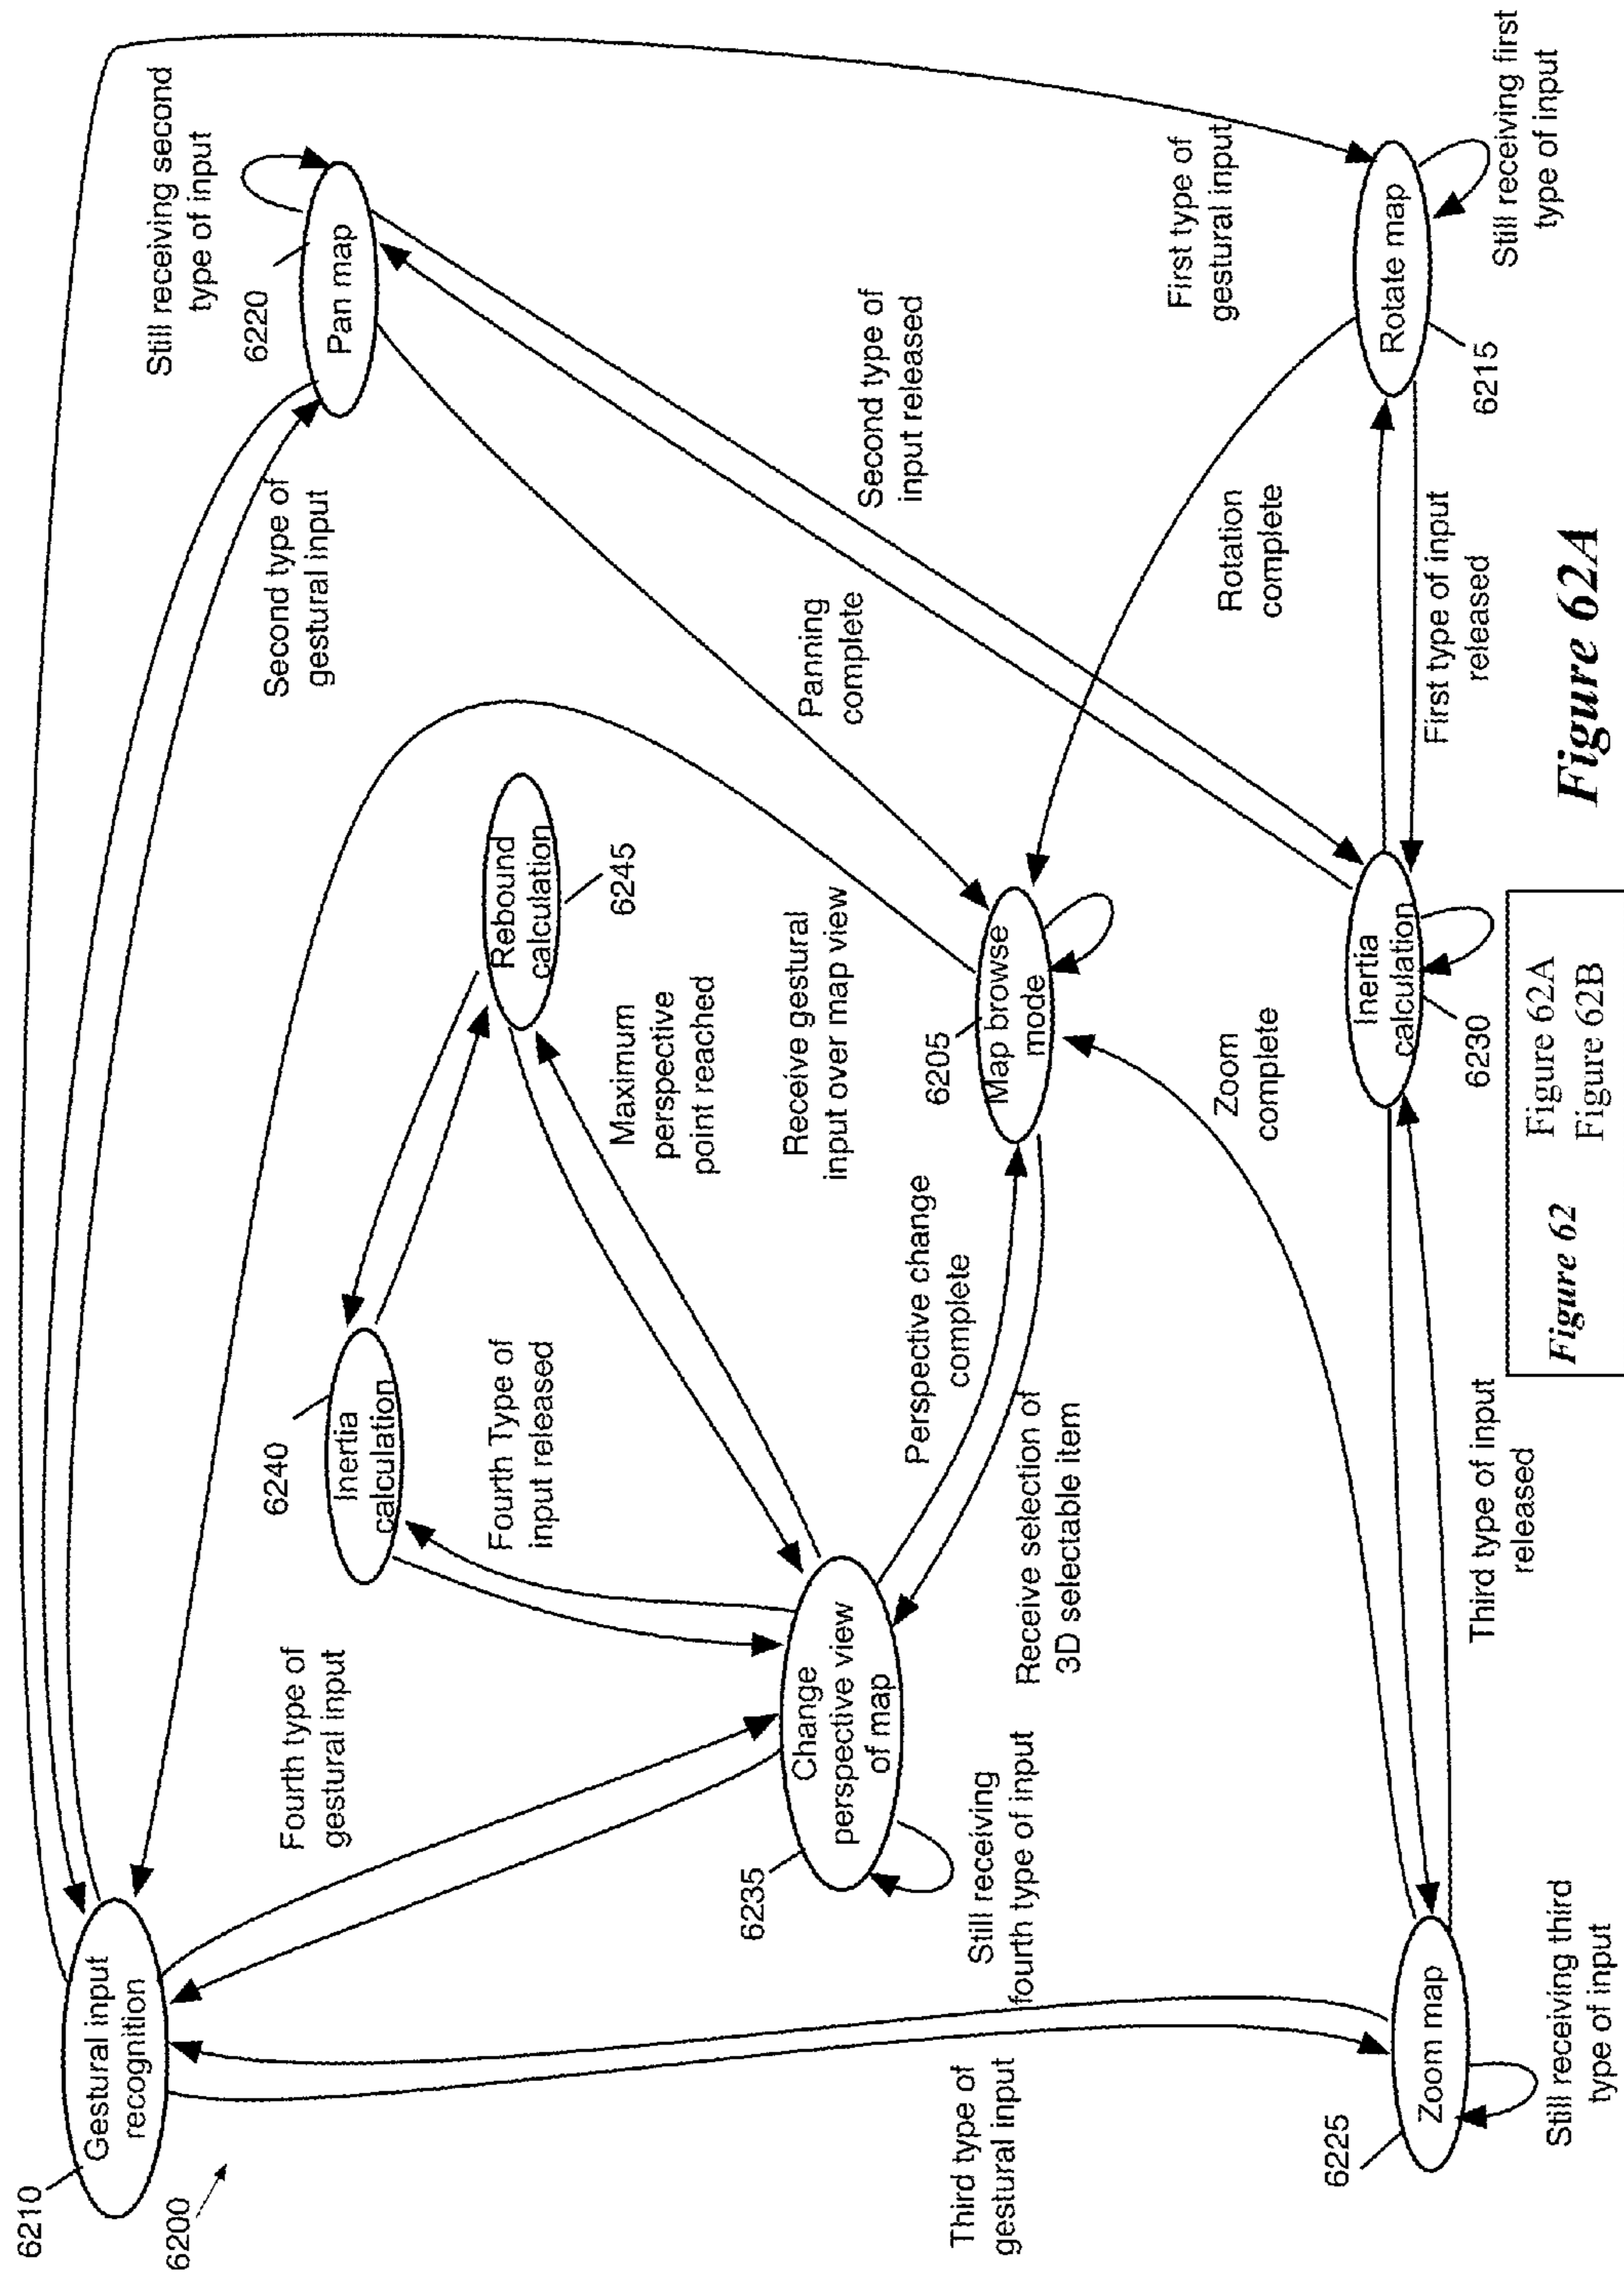 6210
Gestural input
recognition
6200
Second type of
gestural input
Still receiving second
type of input
6220
Pan map
Fourth type of
gestural input
6240
Inertia
calculation
Fourth Type of
input released
Rebound
calculation
6245
Maximum
perspective
point reached
Receive gestural
input over map view
Panning
complete
Second type of
input released
First type of
gestural input
6235
Change
perspective view
of map
Still receiving
fourth type of input
Perspective change
complete
Receive selection of
3D selectable item
6205
Map browse
mode
Third type of
gestural input
Zoom
complete
Rotation
complete
6225
Zoom map
Still receiving third
type of input
Third type of input
released
Inertia
calculation
6230
First type of input
released
Rotate map
6215
Still receiving first
type of input
Figure 62
Figure 62A
Figure 62B
Figure 62A